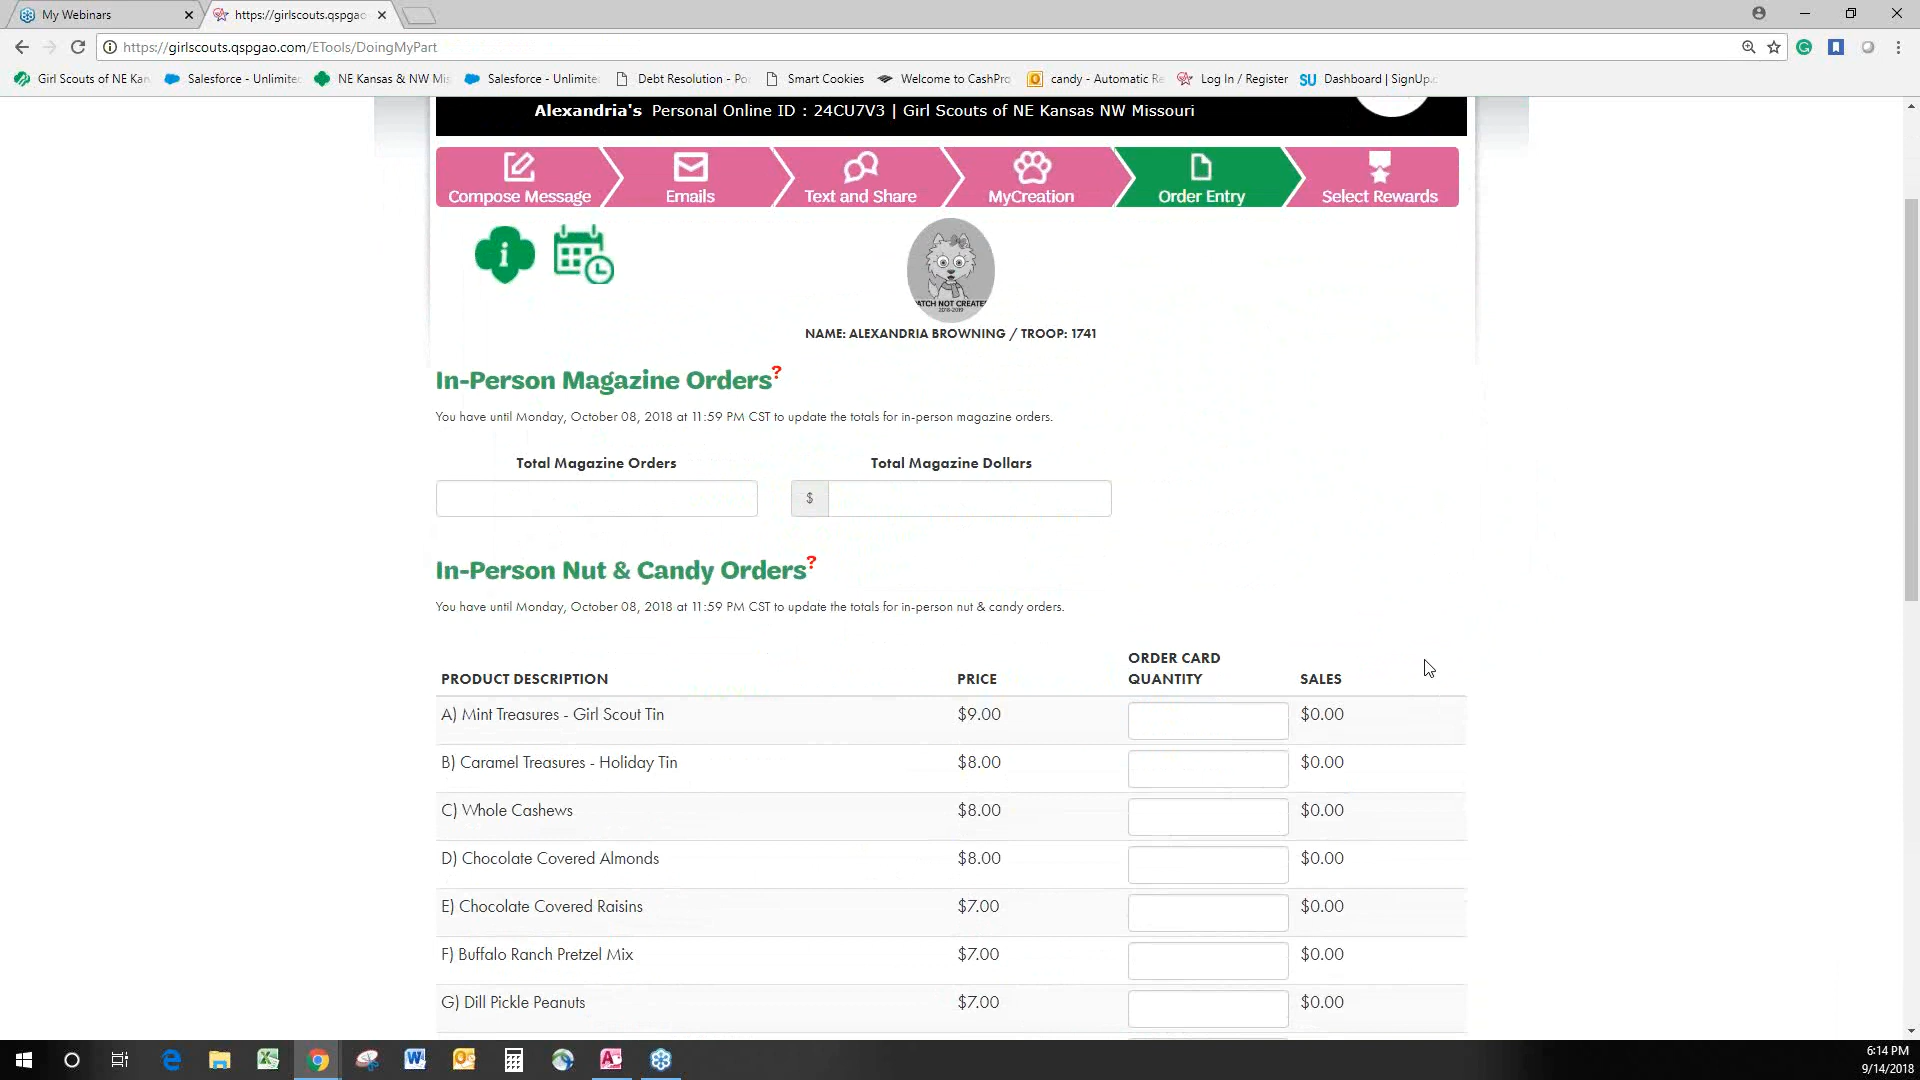 My Webinars
https://girlscouts.qspgao
https://girlscouts.qspgao.com/ETools/DoingMyPart
Girl Scouts of NE Kan
Salesforce - Unlimite
NE Kansas & NW Mis
Salesforce - Unlimite
Debt Resolution - Po
Smart Cookies
Welcome to CashPro
candy - Automatic Re
Log In / Register
SU Dashboard | SignUp.c
Alexandria's Personal Online ID : 24CU7V3 | Girl Scouts of NE Kansas NW Missouri
Compose Message
Emails
Text and Share
MyCreation
Order Entry
Select Rewards
ATCH NOT CREATE
2018-2019
NAME: ALEXANDRIA BROWNING / TROOP: 1741
In-Person Magazine Orders?
You have until Monday, October 08, 2018 at 11:59 PM CST to update the totals for in-person magazine orders.
Total Magazine Orders
Total Magazine Dollars
$
In-Person Nut & Candy Orders?
You have until Monday, October 08, 2018 at 11:59 PM CST to update the totals for in-person nut & candy orders.
PRODUCT DESCRIPTION PRICE ORDER CARD QUANTITY SALES
A) Mint Treasures - Girl Scout Tin $9.00 $0.00
B) Caramel Treasures - Holiday Tin $8.00 $0.00
C) Whole Cashews $8.00 $0.00
D) Chocolate Covered Almonds $8.00 $0.00
E) Chocolate Covered Raisins $7.00 $0.00
F) Buffalo Ranch Pretzel Mix $7.00 $0.00
G) Dill Pickle Peanuts $7.00 $0.00
6:14 PM
9/14/2018